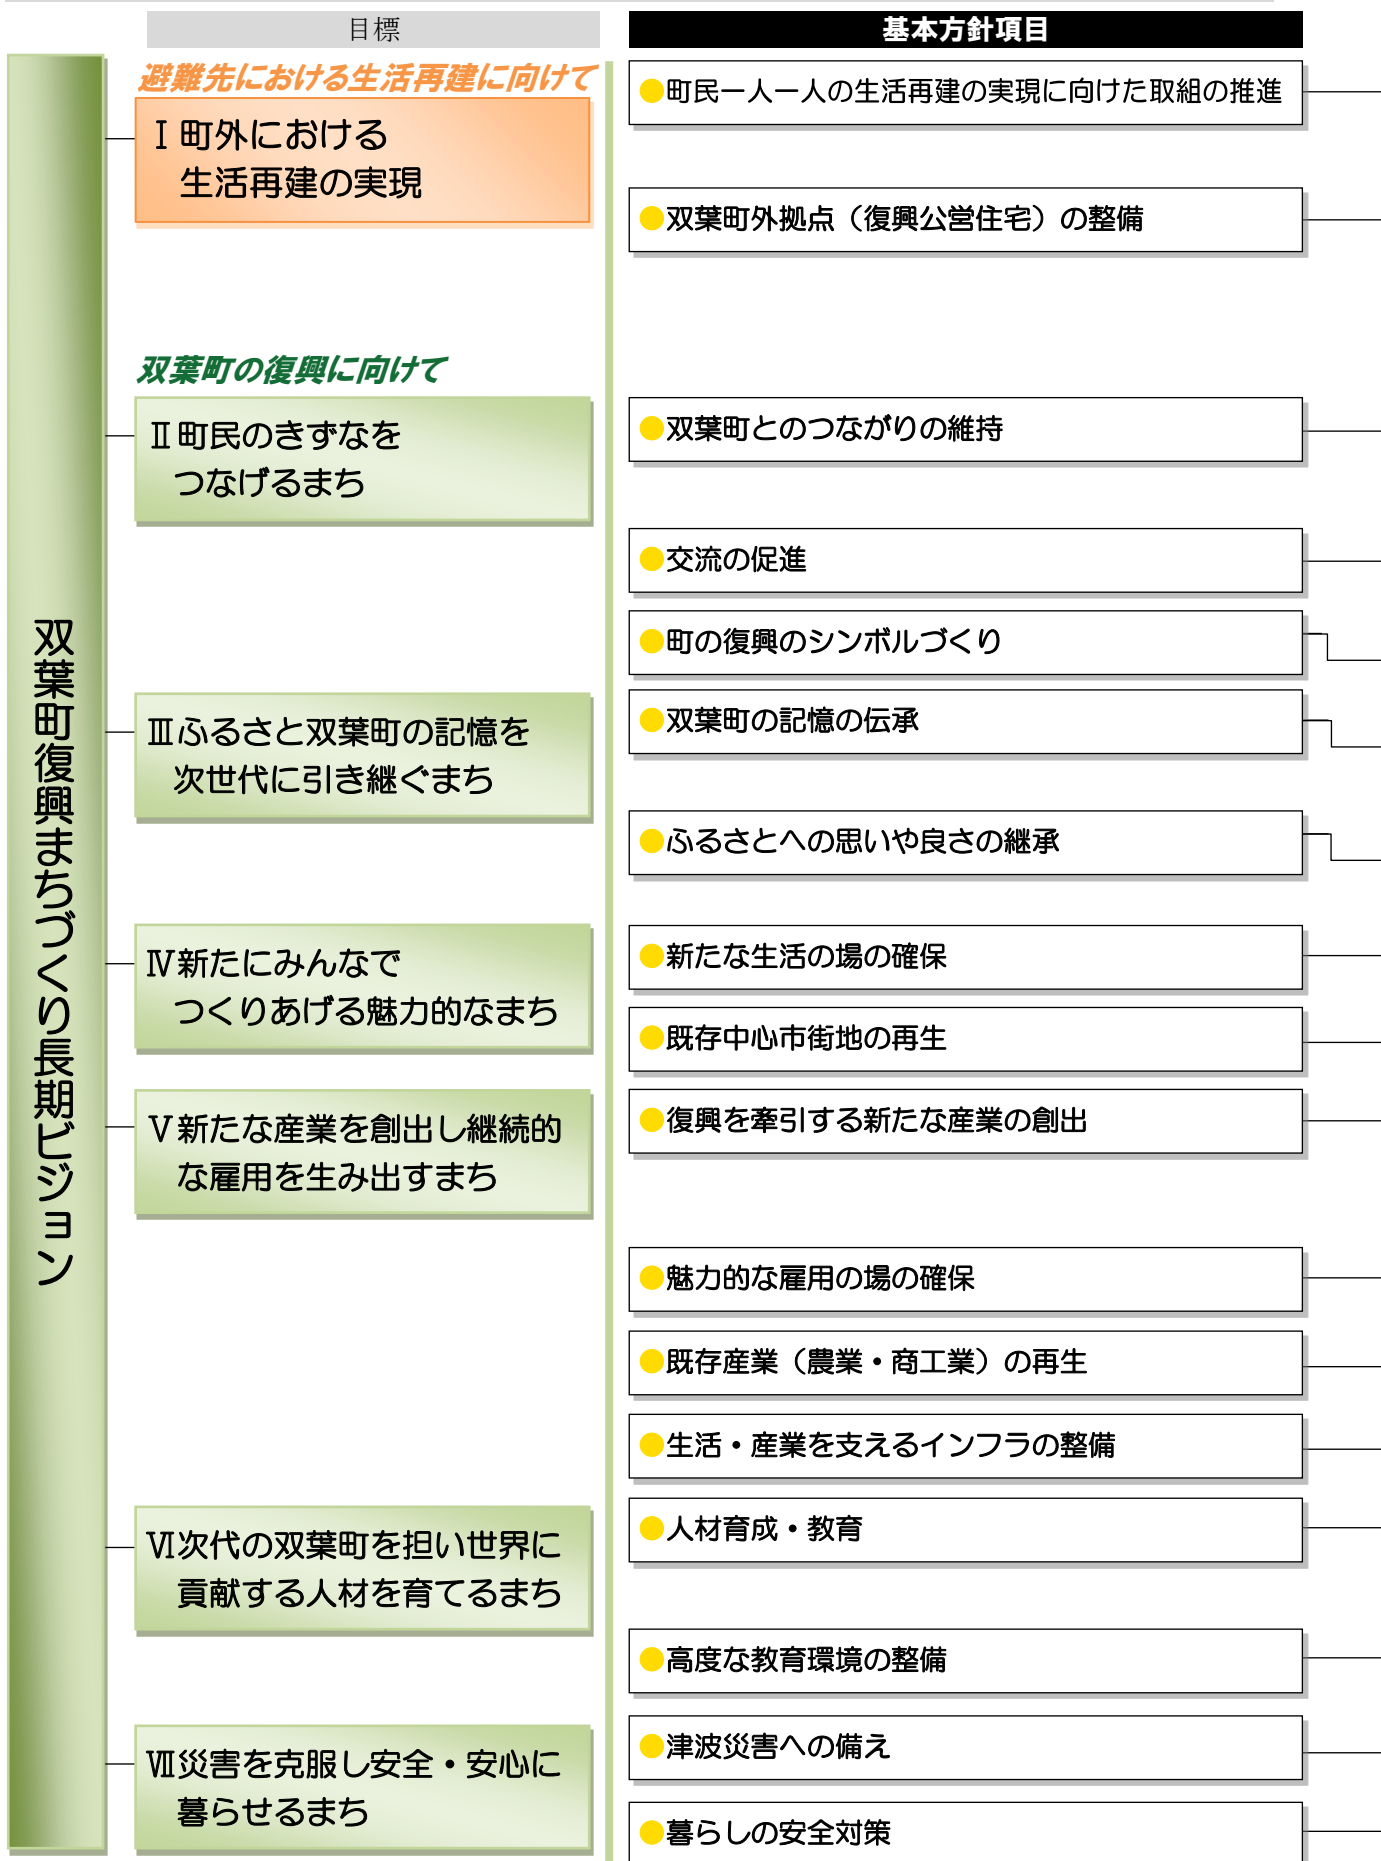 目標
基本方針項目
双葉町復興まちづくり長期ビジョン
避難先における生活再建に向けて
Ⅰ町外における
生活再建の実現
●町民一人一人の生活再建の実現に向けた取組の推進
●双葉町外拠点（復興公営住宅）の整備
双葉町の復興に向けて
Ⅱ町民のきずなを
つなげるまち
●双葉町とのつながりの維持
●交流の促進
●町の復興のシンボルづくり
Ⅲふるさと双葉町の記憶を
次世代に引き継ぐまち
●双葉町の記憶の伝承
●ふるさとへの思いや良さの継承
Ⅳ新たにみんなで
つくりあげる魅力的なまち
●新たな生活の場の確保
●既存中心市街地の再生
Ⅴ新たな産業を創出し継続的
な雇用を生み出すまち
●復興を牽引する新たな産業の創出
●魅力的な雇用の場の確保
●既存産業（農業・商工業）の再生
●生活・産業を支えるインフラの整備
Ⅵ次代の双葉町を担い世界に
貢献する人材を育てるまち
●人材育成・教育
●高度な教育環境の整備
Ⅶ災害を克服し安全・安心に
暮らせるまち
●津波災害への備え
●暮らしの安全対策